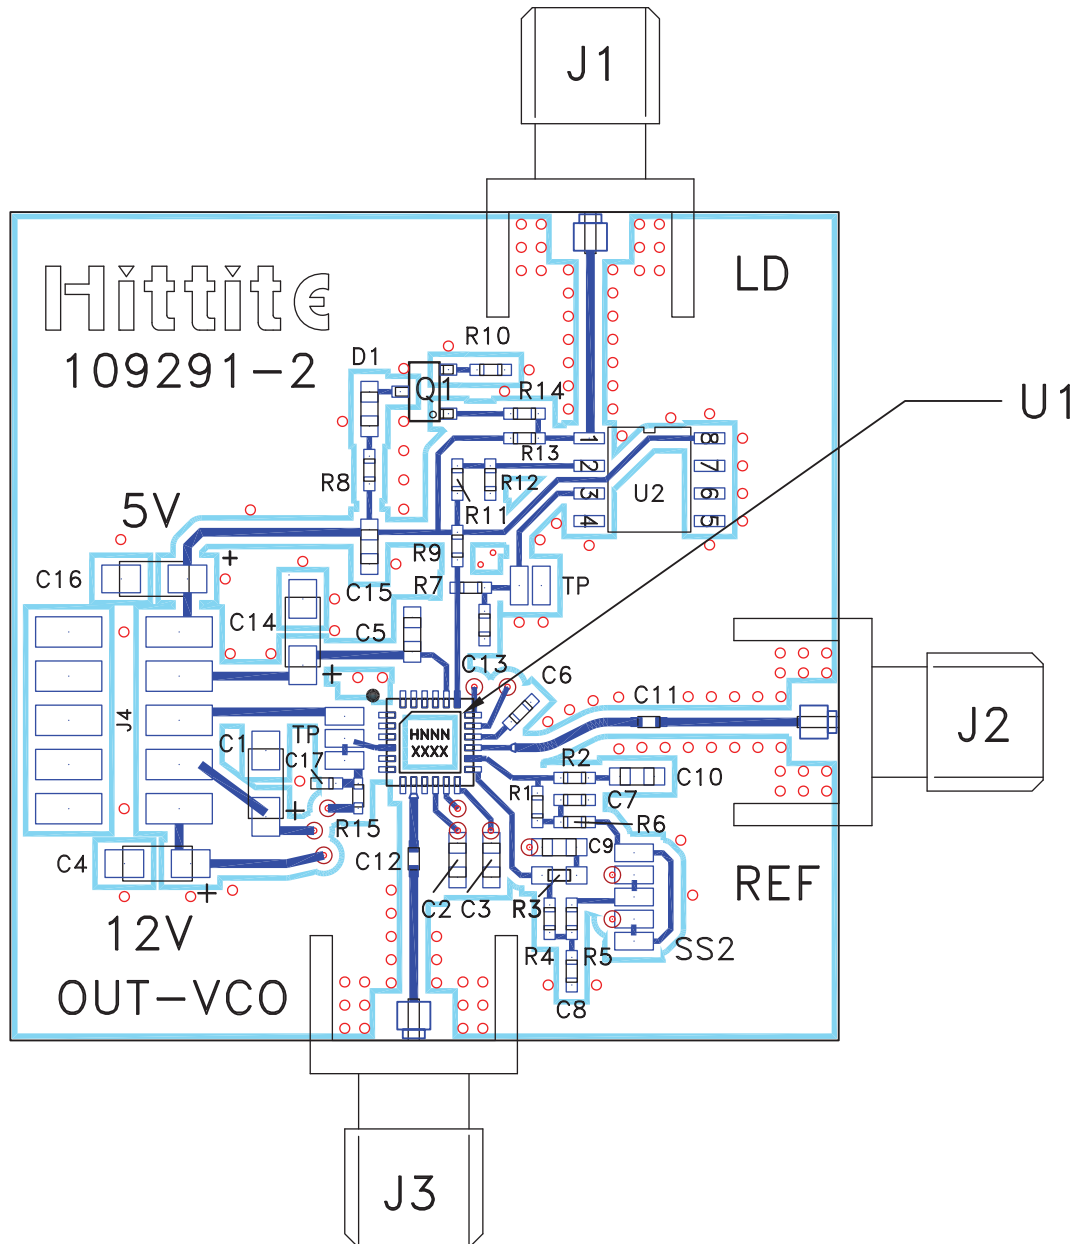 J1
Hittite
LD
109291-2
D1
R10
Q1
R14
U1
1
8
R13
2
7
R8
R12
3
U2
6
R11
4
5
5V
+
R9
C16
C15
R7
TP
C14
C5
C13
C6
+
C11
J4
HNNN
XXXX
J2
TP
C1
C17
R2
C10
R1
C7
+
R15
R6
C4
C12
C9
+
C2
C3
R3
REF
12V
R4
R5
SS2
OUT-VCO
C8
J3